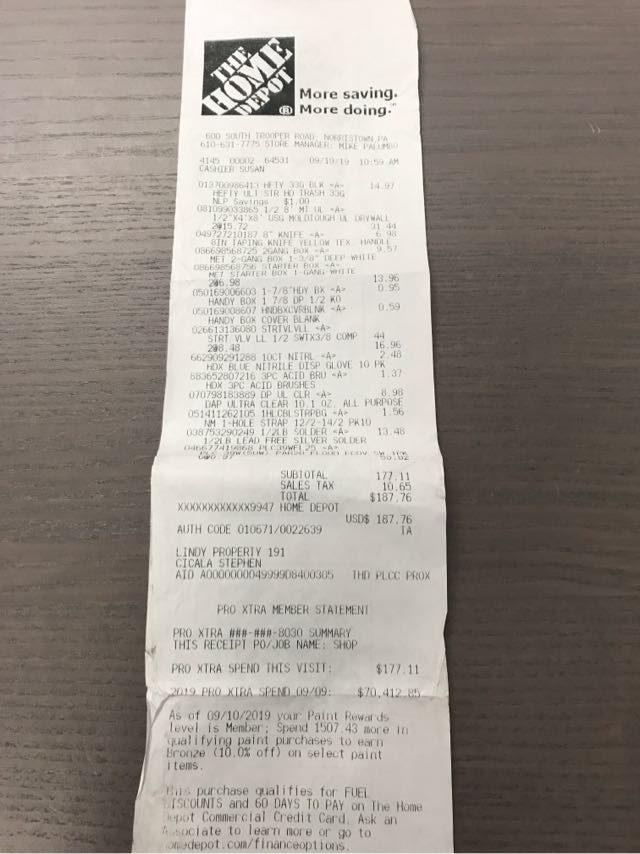 THE
HOME
DEPOT
®
More saving.
More doing.™
600 SOUTH TROOPER ROAD, NORRISTOWN,PA
610-631-7775 STORE MANAGER: MIKE PALUMBO
4145 00002 64531 09/10/19 10:59 AM
CASHIER SUSAN
013700986413 HFTY 33G BLK <A> 14.97
HEFTY ULT STR HD TRASH 33G
NLP Savings $1.00
081099033865 1/2 8' MT UL <A>
1/2"X4'X8' USG MOLDTOUGH UL DRYWALL
2@15.72 31.44
049727210187 8" KNIFE <A> 6.98
8IN TAPING KNIFE YELLOW TEX. HANDLE
086698568725 2GANG BOX <A> 9.57
MET 2-GANG BOX 1-3/8" DEEP WHITE
086698568756 STARTER BOX <A>
MET STARTER BOX 1-GANG WHITE
2@6.98 13.96
050169006603 1-7/8"HDY BX <A> 0.95
HANDY BOX 1 7/8 DP 1/2 KO
050169008607 HNDBXCVRBLNK <A> 0.59
HANDY BOX COVER BLANK
026613136080 STRTVLVLL <A>
STRT VLV LL 1/2 SWTX3/8 COMP 44
2@8.48 16.96
662909291288 10CT NITRL <A> 2.48
HDX BLUE NITRILE DISP GLOVE 10 PK
683652807216 3PC ACID BRU <A> 1.37
HDX 3PC ACID BRUSHES
070798183889 DP UL CLR <A> 8.98
DAP ULTRA CLEAR 10.1 OZ. ALL PURPOSE
051411262105 1HLCBLSTRPBG <A> 1.56
NM 1-HOLE STRAP 12/2-14/2 PK10
038753290249 1/2LB SOLDER <A> 13.48
1/2LB LEAD FREE SILVER SOLDER
046677419868 PLC39WFL25 <A>
SUBTOTAL 177.11
SALES TAX 10.65
TOTAL $187.76
XXXXXXXXXXXX9947 HOME DEPOT
USD$ 187.76
AUTH CODE 010671/0022639 TA
LINDY PROPERTY 191
CICALA STEPHEN
AID A0000000049999D8400305 THD PLCC PROX
PRO XTRA MEMBER STATEMENT
PRO XTRA ###-###-8030 SUMMARY
THIS RECEIPT PO/JOB NAME: SHOP
PRO XTRA SPEND THIS VISIT: $177.11
2019 PRO XTRA SPEND 09/09: $70,412.85
As of 09/10/2019 your Paint Rewards
level is Member; Spend 1507.43 more in
qualifying paint purchases to earn
Bronze (10.0% off) on select paint
items.
This purchase qualifies for FUEL
DISCOUNTS and 60 DAYS TO PAY on The Home
Depot Commercial Credit Card. Ask an
Associate to learn more or go to
homedepot.com/financeoptions.